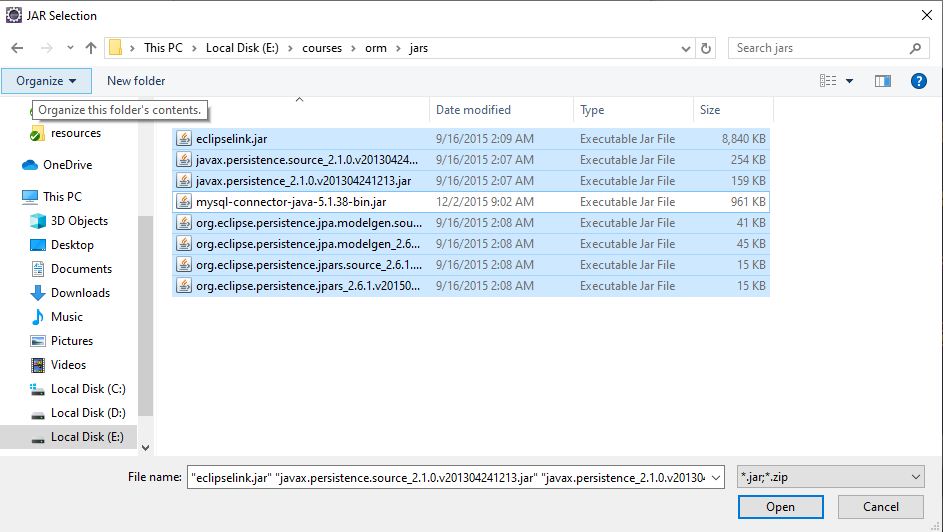 JAR Selection
This PC > Local Disk (E:) > courses > orm > jars
Search jars
Organize
New folder
Organize this folder's contents.
Date modified
Type
Size
resources
OneDrive
This PC
3D Objects
Desktop
Documents
Downloads
Music
Pictures
Videos
Local Disk (C:)
Local Disk (D:)
Local Disk (E:)
eclipselink.jar 9/16/2015 2:09 AM Executable Jar File 8,840 KB
javax.persistence.source_2.1.0.v20130424... 9/16/2015 2:07 AM Executable Jar File 254 KB
javax.persistence_2.1.0.v201304241213.jar 9/16/2015 2:07 AM Executable Jar File 159 KB
mysql-connector-java-5.1.38-bin.jar 12/2/2015 9:02 AM Executable Jar File 961 KB
org.eclipse.persistence.jpa.modelgen.sou... 9/16/2015 2:08 AM Executable Jar File 41 KB
org.eclipse.persistence.jpa.modelgen_2.6... 9/16/2015 2:08 AM Executable Jar File 45 KB
org.eclipse.persistence.jpars.source_2.6.1.... 9/16/2015 2:08 AM Executable Jar File 15 KB
org.eclipse.persistence.jpars_2.6.1.v20150... 9/16/2015 2:08 AM Executable Jar File 15 KB
File name: "eclipselink.jar" "javax.persistence.source_2.1.0.v201304241213.jar" "javax.persistence_2.1.0.v20130
*.jar;*.zip
Open
Cancel